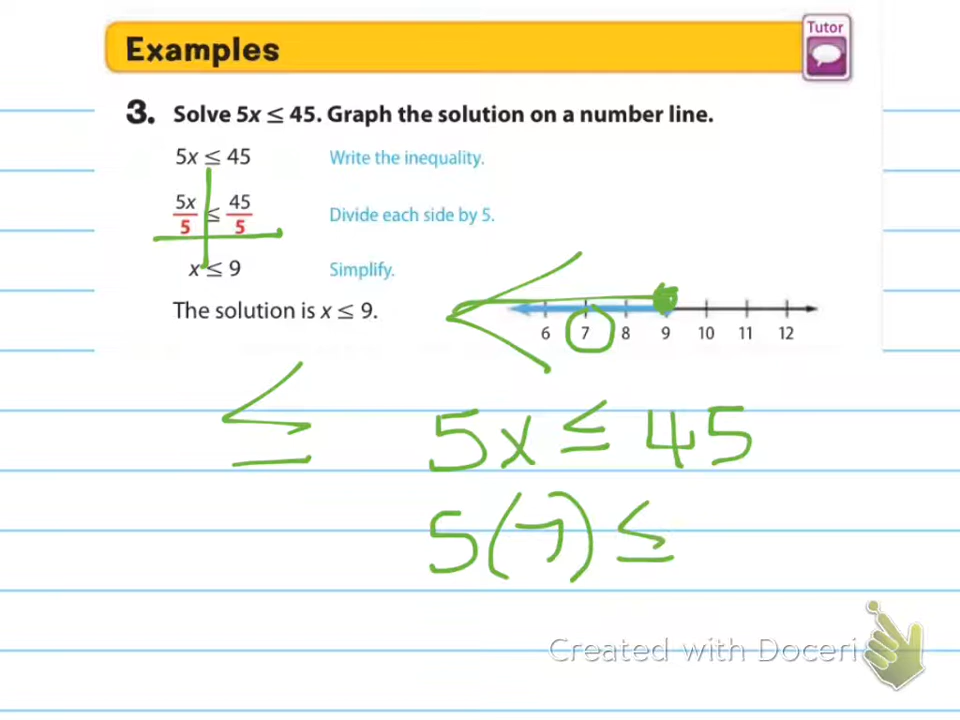 Examples
Tutor
3. Solve 5x ≤ 45. Graph the solution on a number line.
5x ≤ 45 Write the inequality.
5x/5 ≤ 45/5 Divide each side by 5.
x ≤ 9 Simplify.
The solution is x ≤ 9.
6 7 8 9 10 11 12
≤
5x ≤ 45
5(7) ≤
Created with Doceri